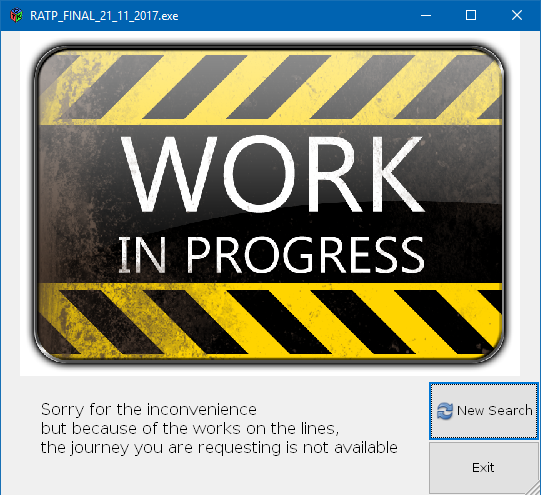 RATP_FINAL_21_11_2017.exe
WORK
IN PROGRESS
Sorry for the inconvenience
but because of the works on the lines,
the journey you are requesting is not available
New Search
Exit